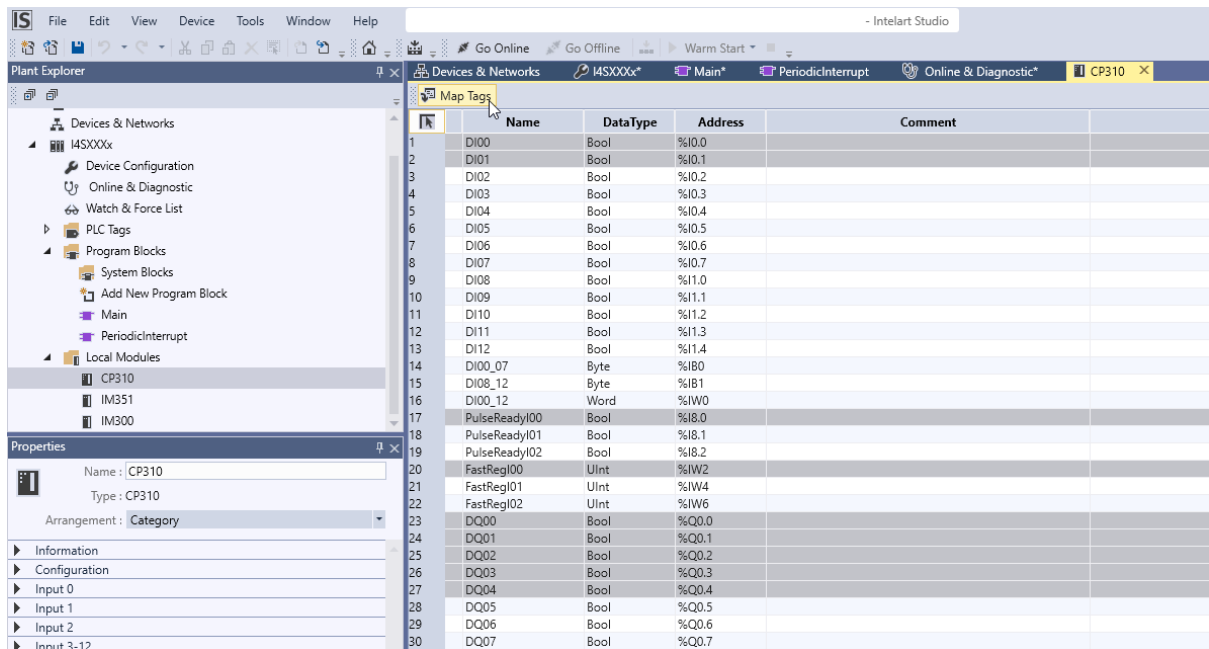 IS File Edit View Device Tools Window Help - Intelart Studio
Go Online Go Offline Warm Start
Plant Explorer
Devices & Networks
I4SXXXx
Device Configuration
Online & Diagnostic
Watch & Force List
PLC Tags
Program Blocks
System Blocks
Add New Program Block
Main
PeriodicInterrupt
Local Modules
CP310
IM351
IM300
Properties
Name : CP310
Type : CP310
Arrangement : Category
Information
Configuration
Input 0
Input 1
Input 2
Input 3-12
Devices & Networks I4SXXXx* Main* PeriodicInterrupt Online & Diagnostic* CP310
Map Tags
Name DataType Address Comment
1 DI00 Bool %I0.0
2 DI01 Bool %I0.1
3 DI02 Bool %I0.2
4 DI03 Bool %I0.3
5 DI04 Bool %I0.4
6 DI05 Bool %I0.5
7 DI06 Bool %I0.6
8 DI07 Bool %I0.7
9 DI08 Bool %I1.0
10 DI09 Bool %I1.1
11 DI10 Bool %I1.2
12 DI11 Bool %I1.3
13 DI12 Bool %I1.4
14 DI00_07 Byte %IB0
15 DI08_12 Byte %IB1
16 DI00_12 Word %IW0
17 PulseReadyI00 Bool %I8.0
18 PulseReadyI01 Bool %I8.1
19 PulseReadyI02 Bool %I8.2
20 FastRegI00 UInt %IW2
21 FastRegI01 UInt %IW4
22 FastRegI02 UInt %IW6
23 DQ00 Bool %Q0.0
24 DQ01 Bool %Q0.1
25 DQ02 Bool %Q0.2
26 DQ03 Bool %Q0.3
27 DQ04 Bool %Q0.4
28 DQ05 Bool %Q0.5
29 DQ06 Bool %Q0.6
30 DQ07 Bool %Q0.7